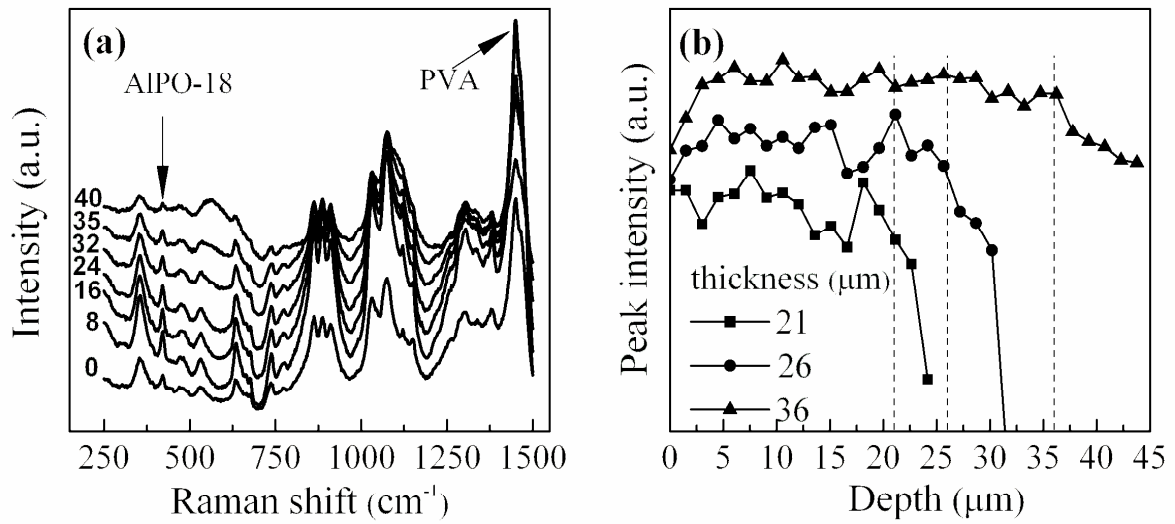 (a)
AlPO-18
PVA
40
35
32
24
16
8
0
Intensity (a.u.)
250 500 750 1000 1250 1500
Raman shift (cm⁻¹)
(b)
Peak intensity (a.u.)
thickness (μm)
21
26
36
0 5 10 15 20 25 30 35 40 45
Depth (μm)